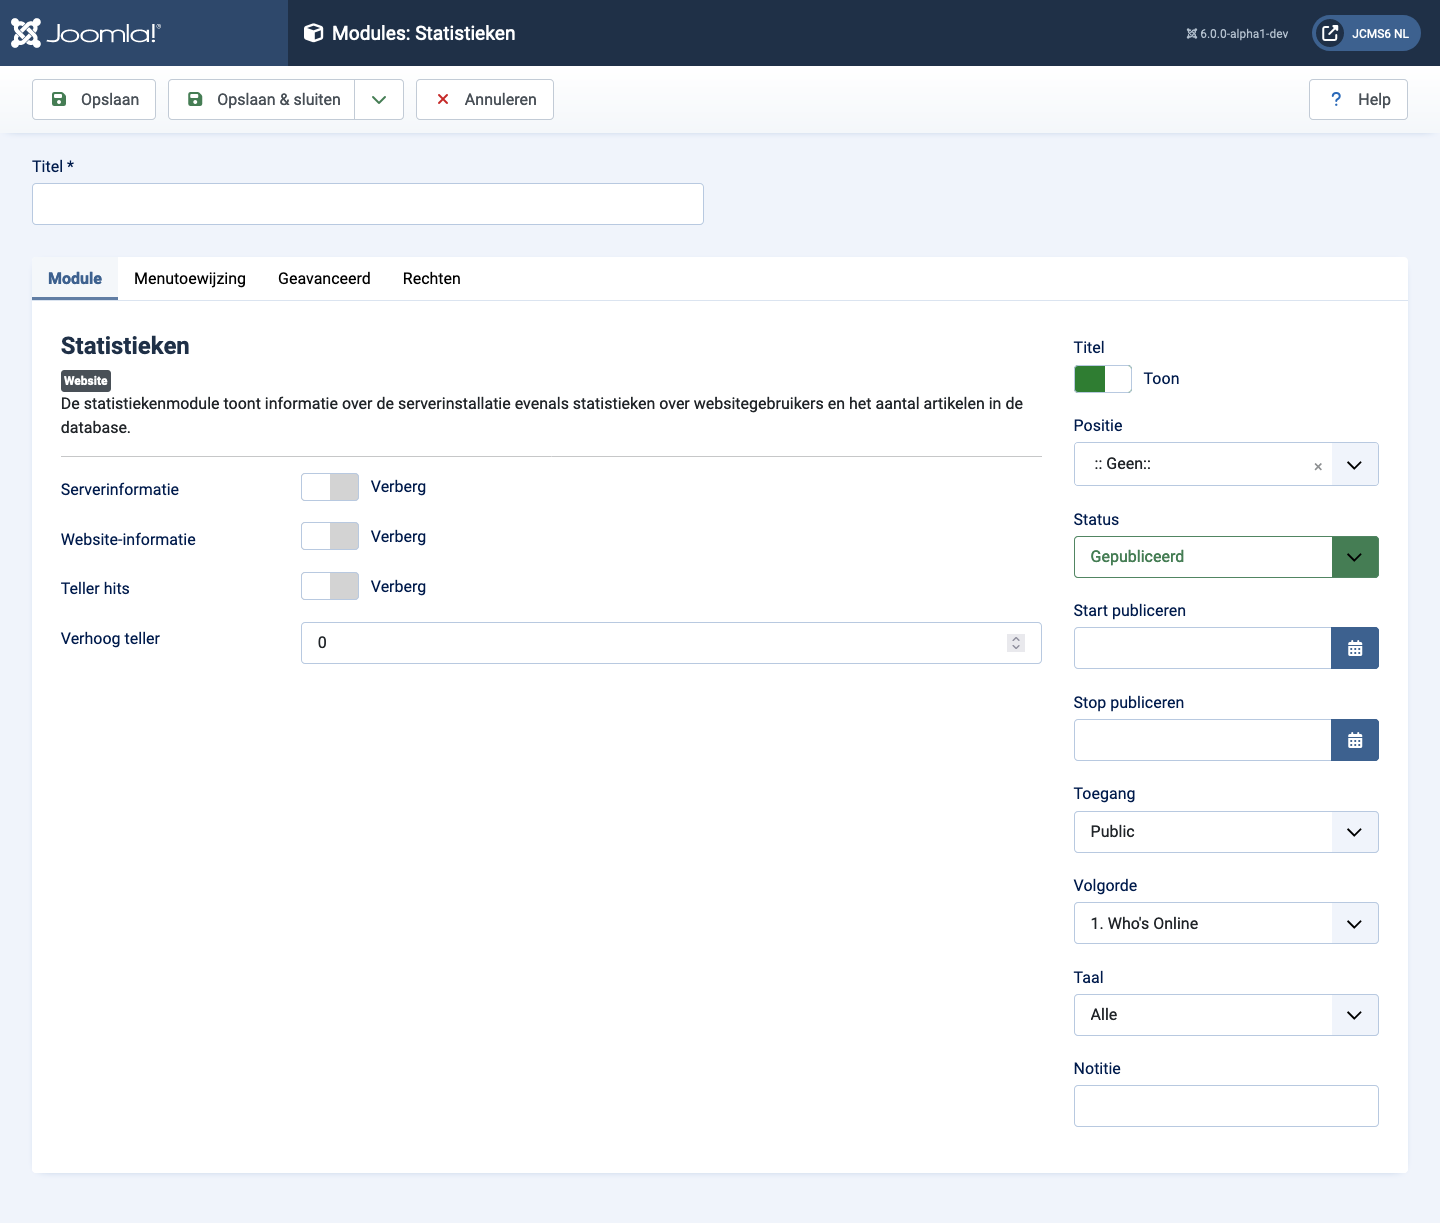 Joomla!®
Modules: Statistieken
6.0.0-alpha1-dev
JCMS6 NL
Opslaan
Opslaan & sluiten
Annuleren
? Help
Titel *
Module
Menutoewijzing
Geavanceerd
Rechten
Statistieken
Website
De statistiekenmodule toont informatie over de serverinstallatie evenals statistieken over websitegebruikers en het aantal artikelen in de
database.
Serverinformatie
Verberg
Website-informatie
Verberg
Teller hits
Verberg
Verhoog teller
0
Titel
Toon
Positie
:: Geen::
×
Status
Gepubliceerd
Start publiceren
Stop publiceren
Toegang
Public
Volgorde
1. Who's Online
Taal
Alle
Notitie